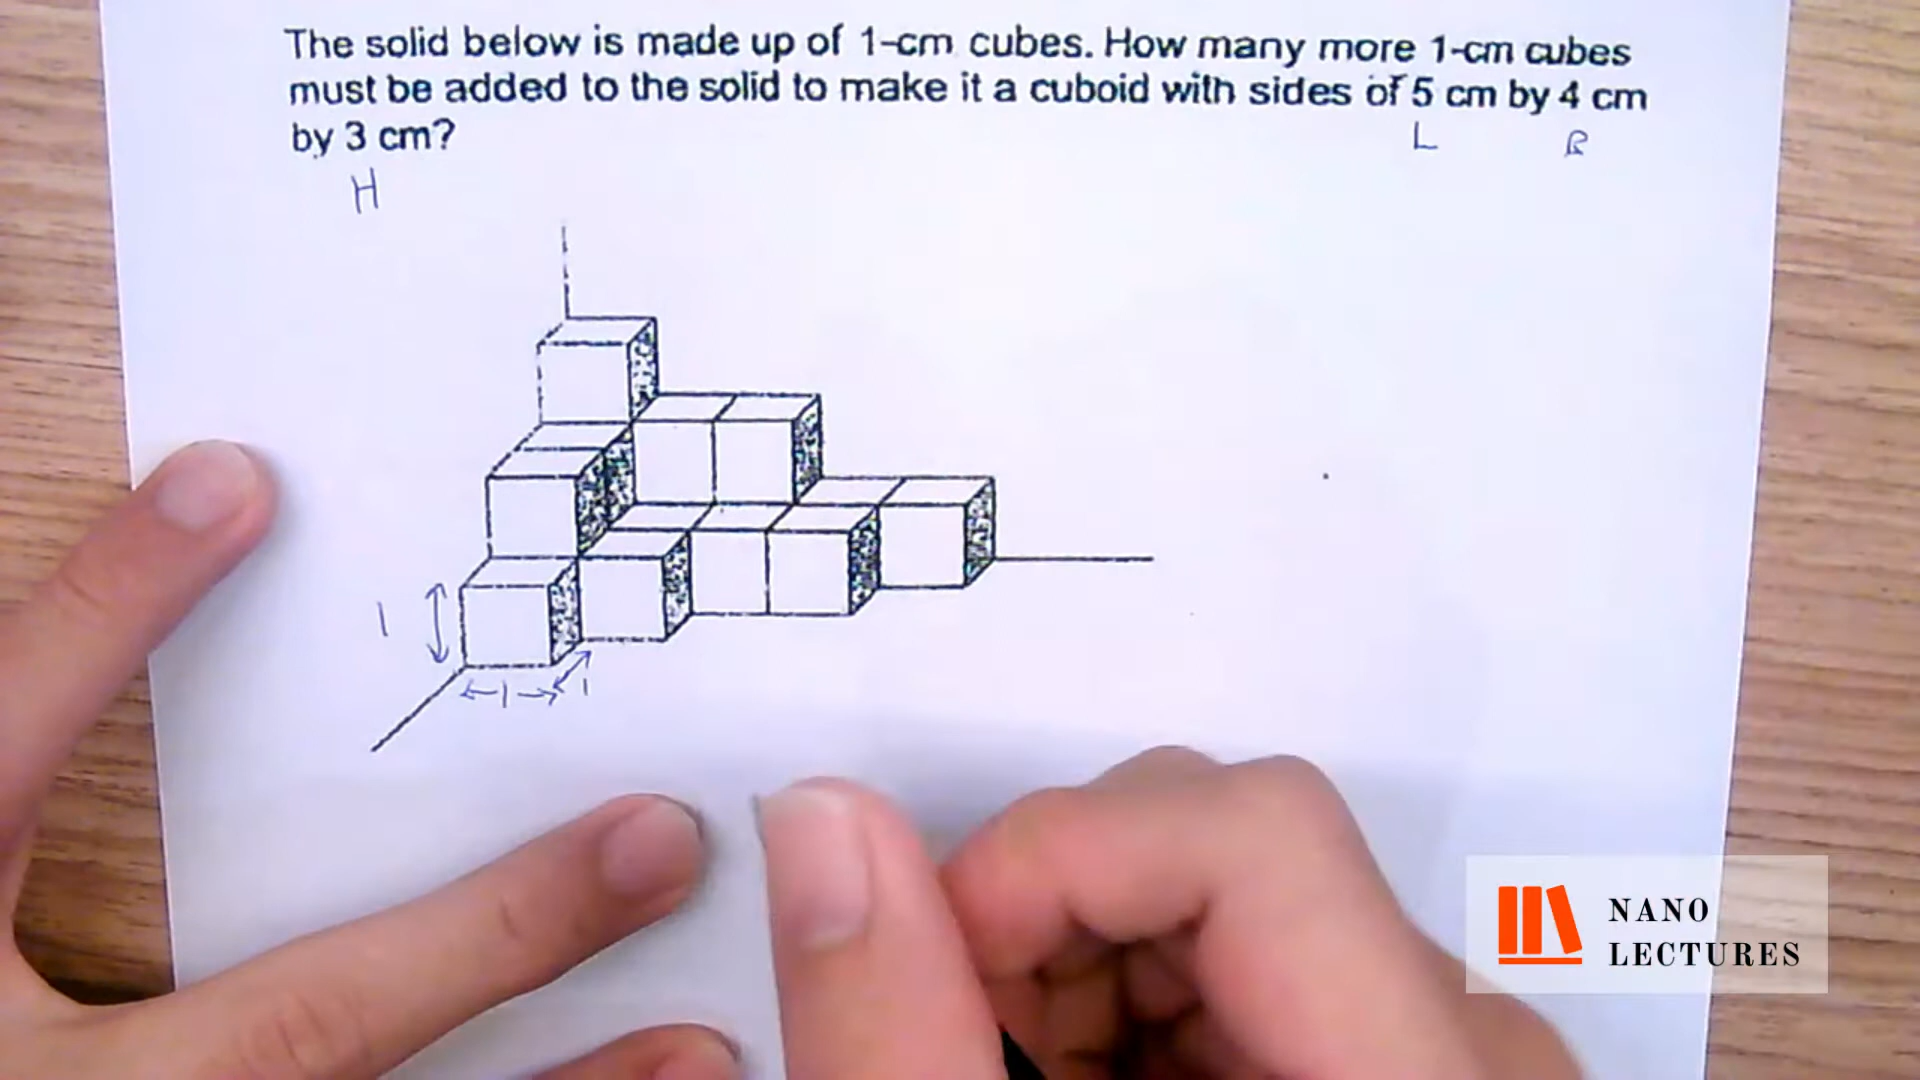 The solid below is made up of 1-cm cubes. How many more 1-cm cubes
must be added to the solid to make it a cuboid with sides of 5 cm by 4 cm
by 3 cm?
L B
H
1
1
1
NANO
LECTURES